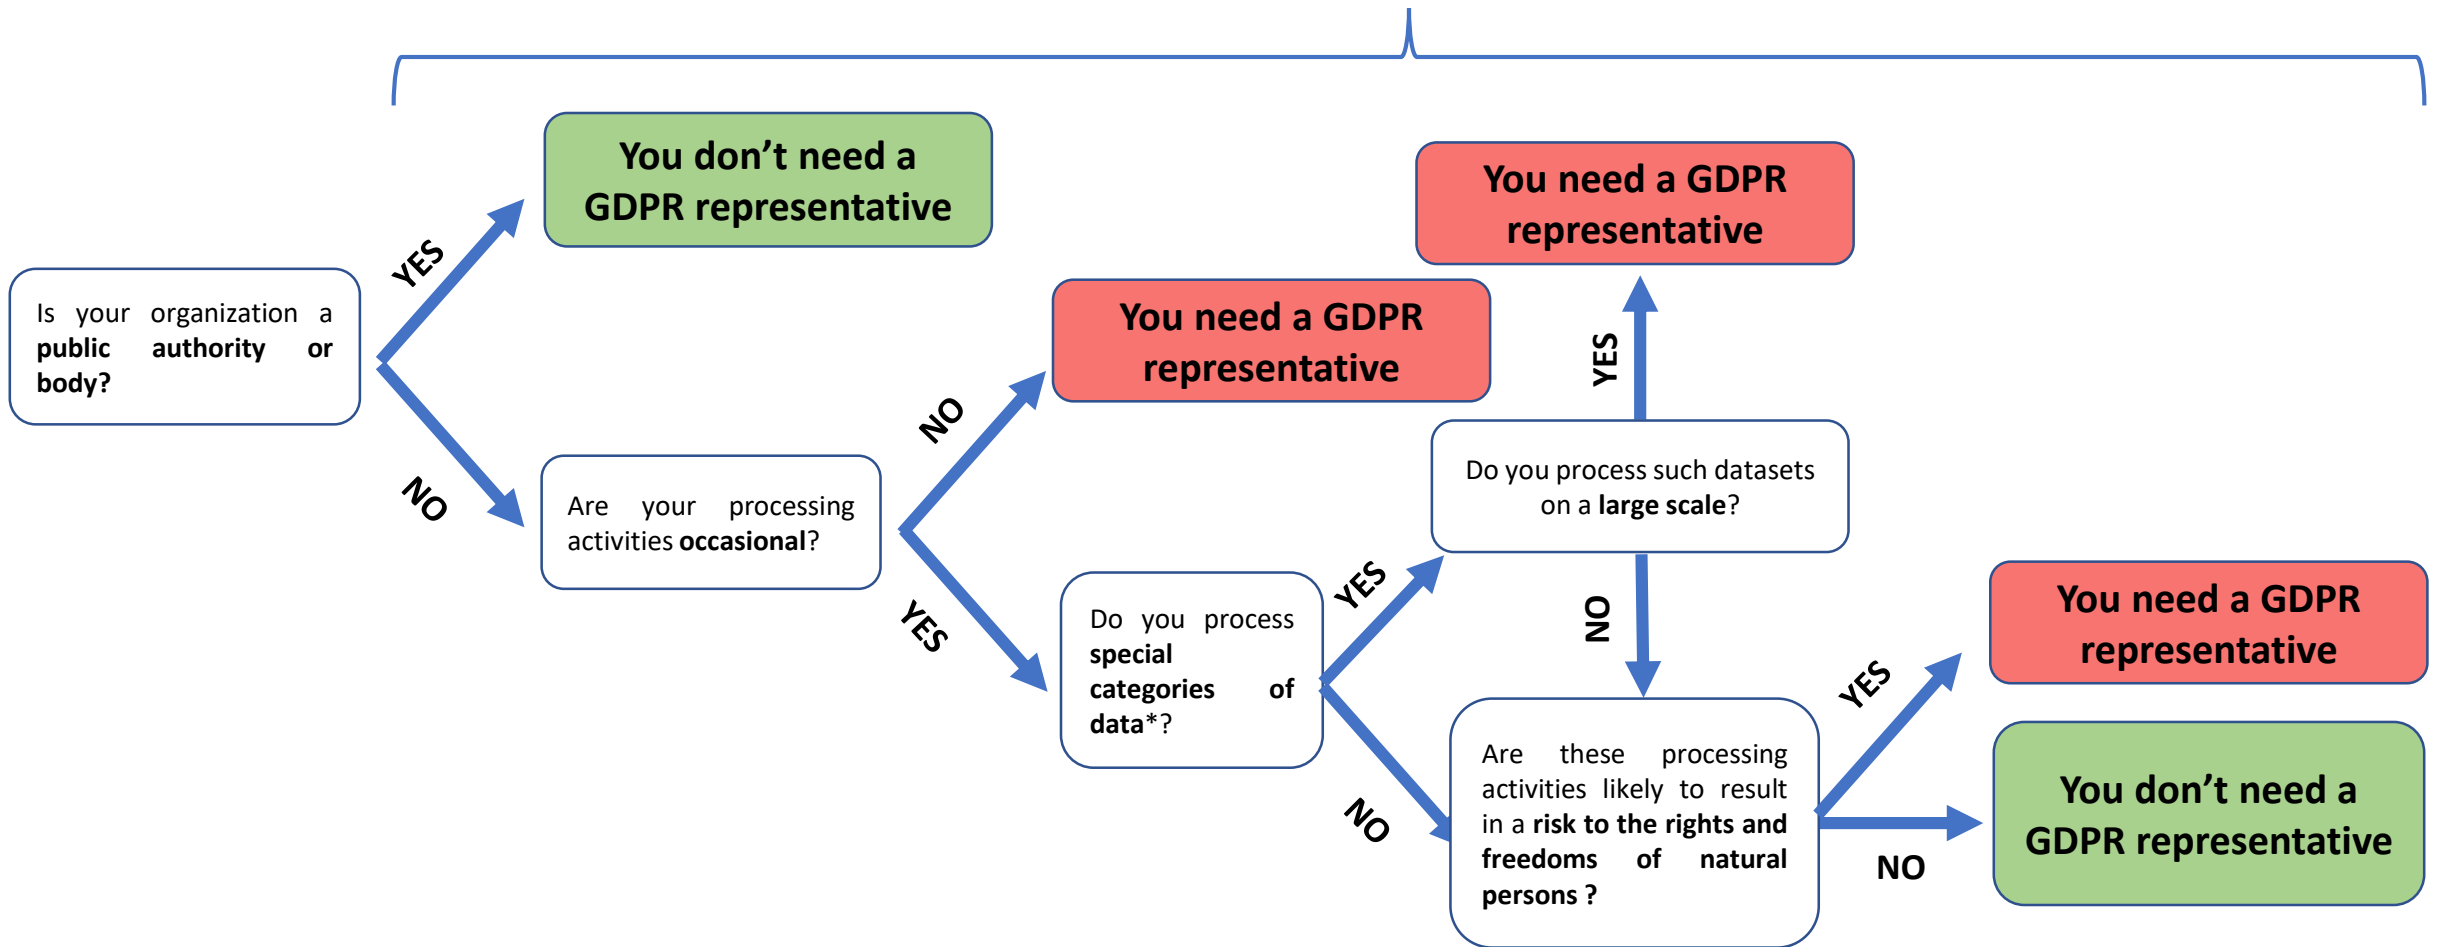 You don’t need a
GDPR representative
You need a GDPR
representative
YES
Is your organization a
public authority or
body?
You need a GDPR
representative
YES
NO
NO
Are your processing
activities occasional?
Do you process such datasets
on a large scale?
YES
YES
NO
Do you process
special
categories of
data*?
You need a GDPR
representative
YES
NO
Are these processing
activities likely to result
in a risk to the rights and
freedoms of natural
persons ?
NO
You don’t need a
GDPR representative